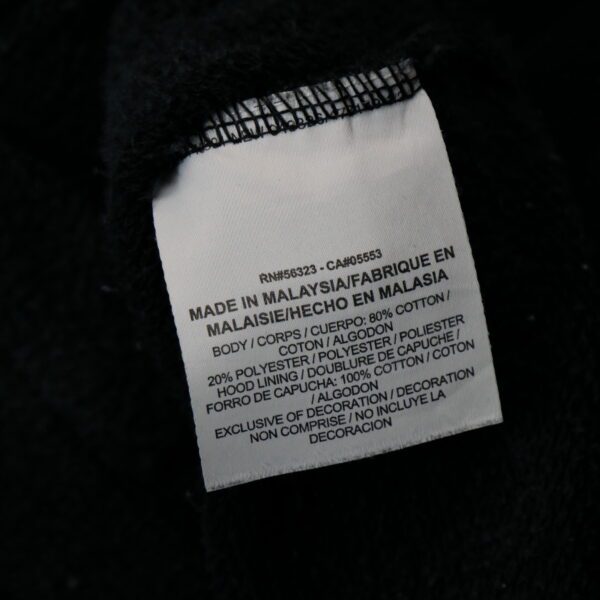 RN#56323 - CA#05553
MADE IN MALAYSIA/FABRIQUE EN
MALAISIE/HECHO EN MALASIA
BODY / CORPS / CUERPO: 80% COTTON /
COTON / ALGODON
20% POLYESTER / POLYESTER / POLIESTER
HOOD LINING / DOUBLURE DE CAPUCHE /
FORRO DE CAPUCHA: 100% COTTON / COTON
/ ALGODON
EXCLUSIVE OF DECORATION / DECORATION
NON COMPRISE / NO INCLUYE LA
DECORACION